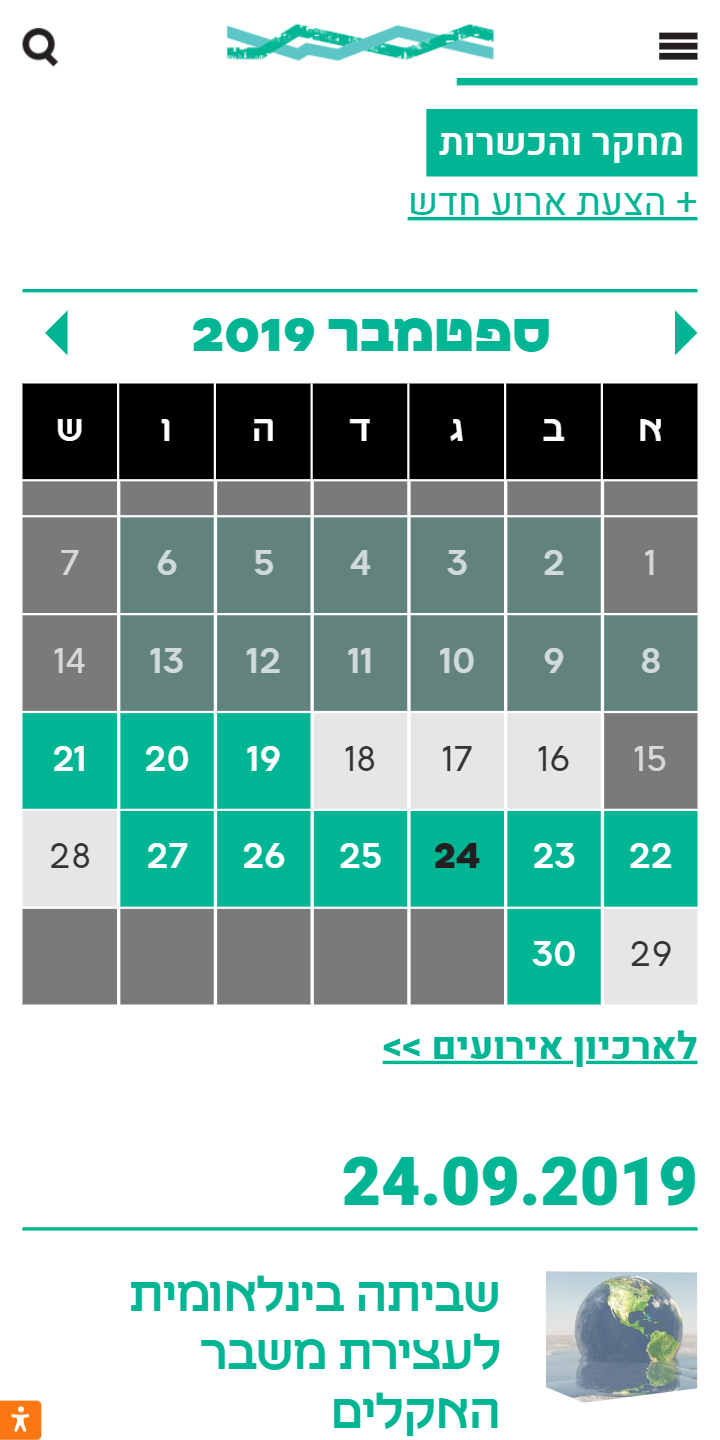 מחקר והכשרות
+ הצעת ארוע חדש
ספטמבר 2019
א ב ג ד ה ו ש
1 2 3 4 5 6 7
8 9 10 11 12 13 14
15 16 17 18 19 20 21
22 23 24 25 26 27 28
29 30
לארכיון אירועים >>
24.09.2019
שביתה בינלאומית
לעצירת משבר
האקלים